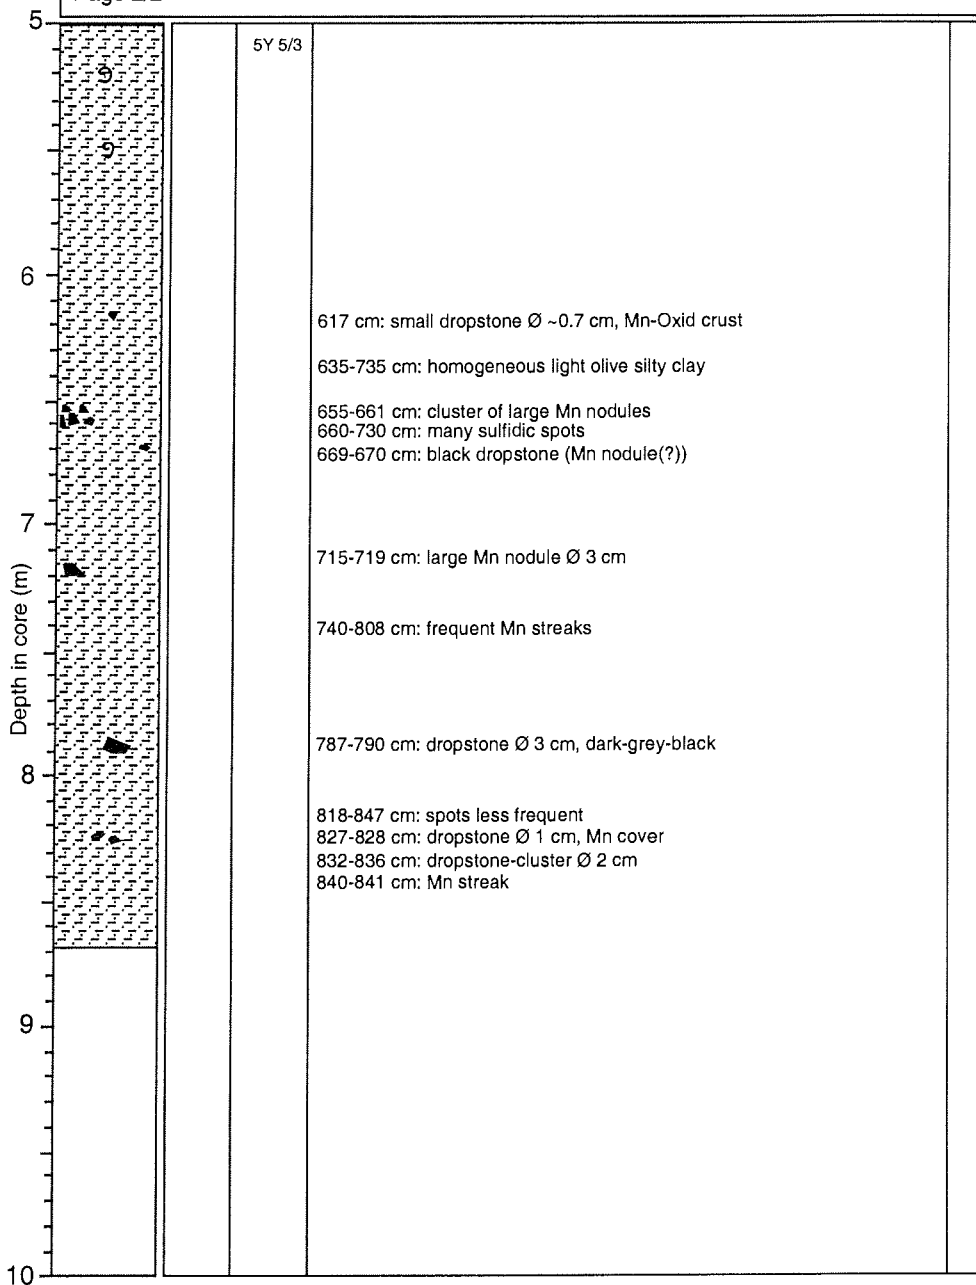 5
5Y 5/3
6
617 cm: small dropstone Ø ~0.7 cm, Mn-Oxid crust
635-735 cm: homogeneous light olive silty clay
655-661 cm: cluster of large Mn nodules
660-730 cm: many sulfidic spots
669-670 cm: black dropstone (Mn nodule(?))
7
715-719 cm: large Mn nodule Ø 3 cm
Depth in core (m)
740-808 cm: frequent Mn streaks
787-790 cm: dropstone Ø 3 cm, dark-grey-black
8
818-847 cm: spots less frequent
827-828 cm: dropstone Ø 1 cm, Mn cover
832-836 cm: dropstone-cluster Ø 2 cm
840-841 cm: Mn streak
9
10